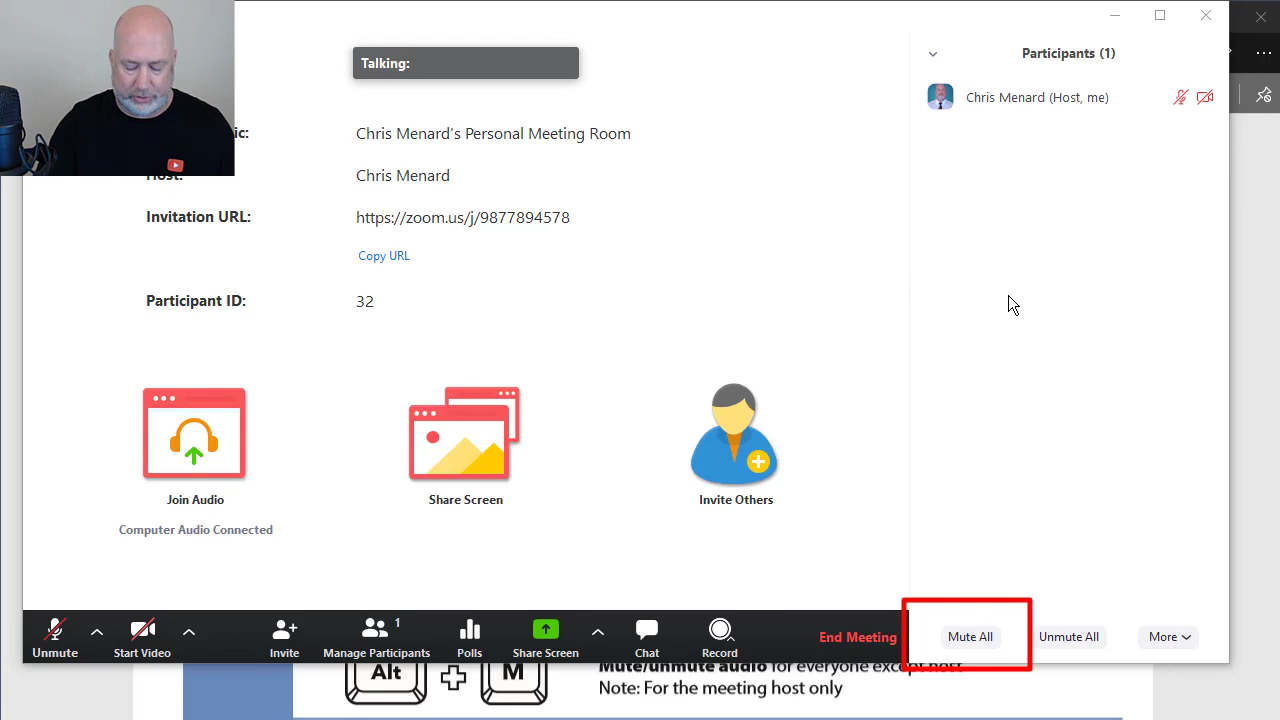 Talking:
Participants (1)
Chris Menard (Host, me)
ic:
Chris Menard's Personal Meeting Room
Host:
Chris Menard
Invitation URL:
https://zoom.us/j/9877894578
Copy URL
Participant ID:
32
Join Audio
Share Screen
Invite Others
Computer Audio Connected
Unmute
Start Video
Invite
1
Manage Participants
Polls
Share Screen
Chat
Record
End Meeting
Mute All
Unmute All
More
Alt
M
Mute/unmute audio for everyone except host
Note: For the meeting host only